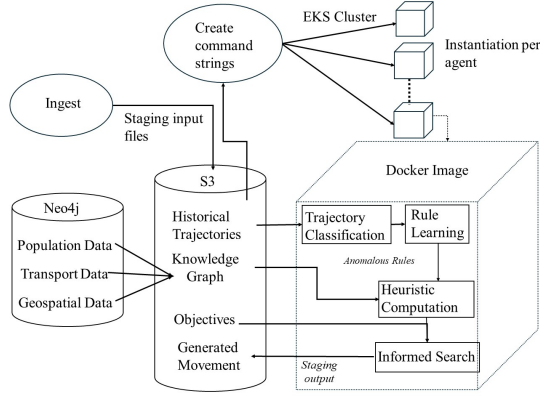 Create
command
strings
EKS Cluster
Instantiation per
agent
Ingest
Staging input
files
S3
Docker Image
Neo4j
Population Data
Transport Data
Geospatial Data
Historical
Trajectories
Knowledge
Graph
Objectives
Generated
Movement
Trajectory
Classification
Rule
Learning
Anomalous Rules
Heuristic
Computation
Informed Search
Staging
output